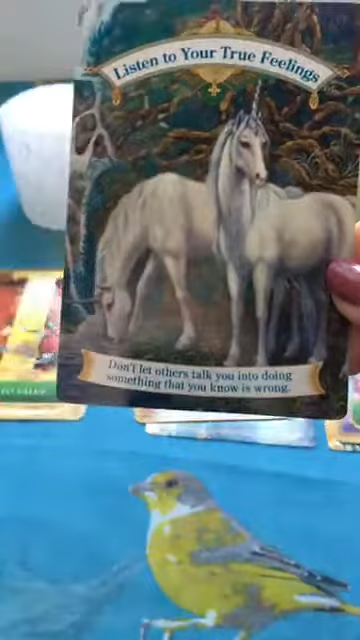 Listen to Your True Feelings
Don't let others talk you into doing
something that you know is wrong.